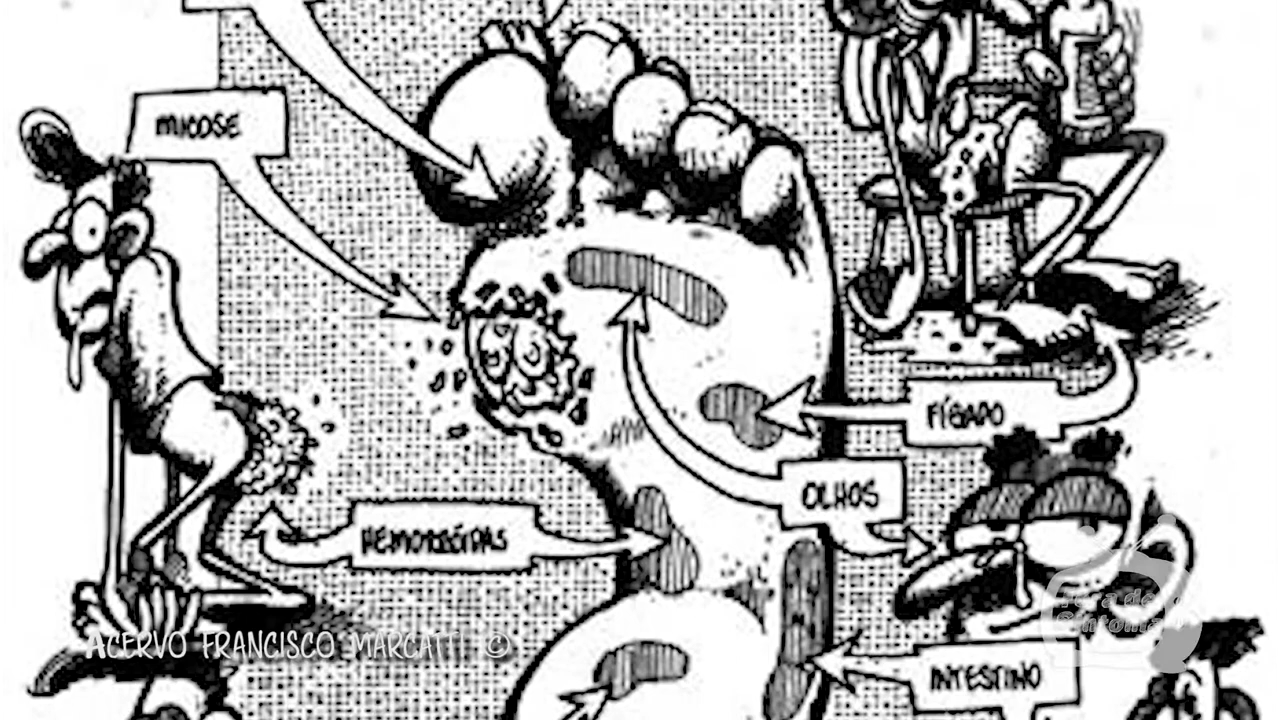 MICOSE
FÍGADO
OLHOS
HEMORRÓIDAS
ACERVO FRANCISCO MARCATTI ©
INTESTINO